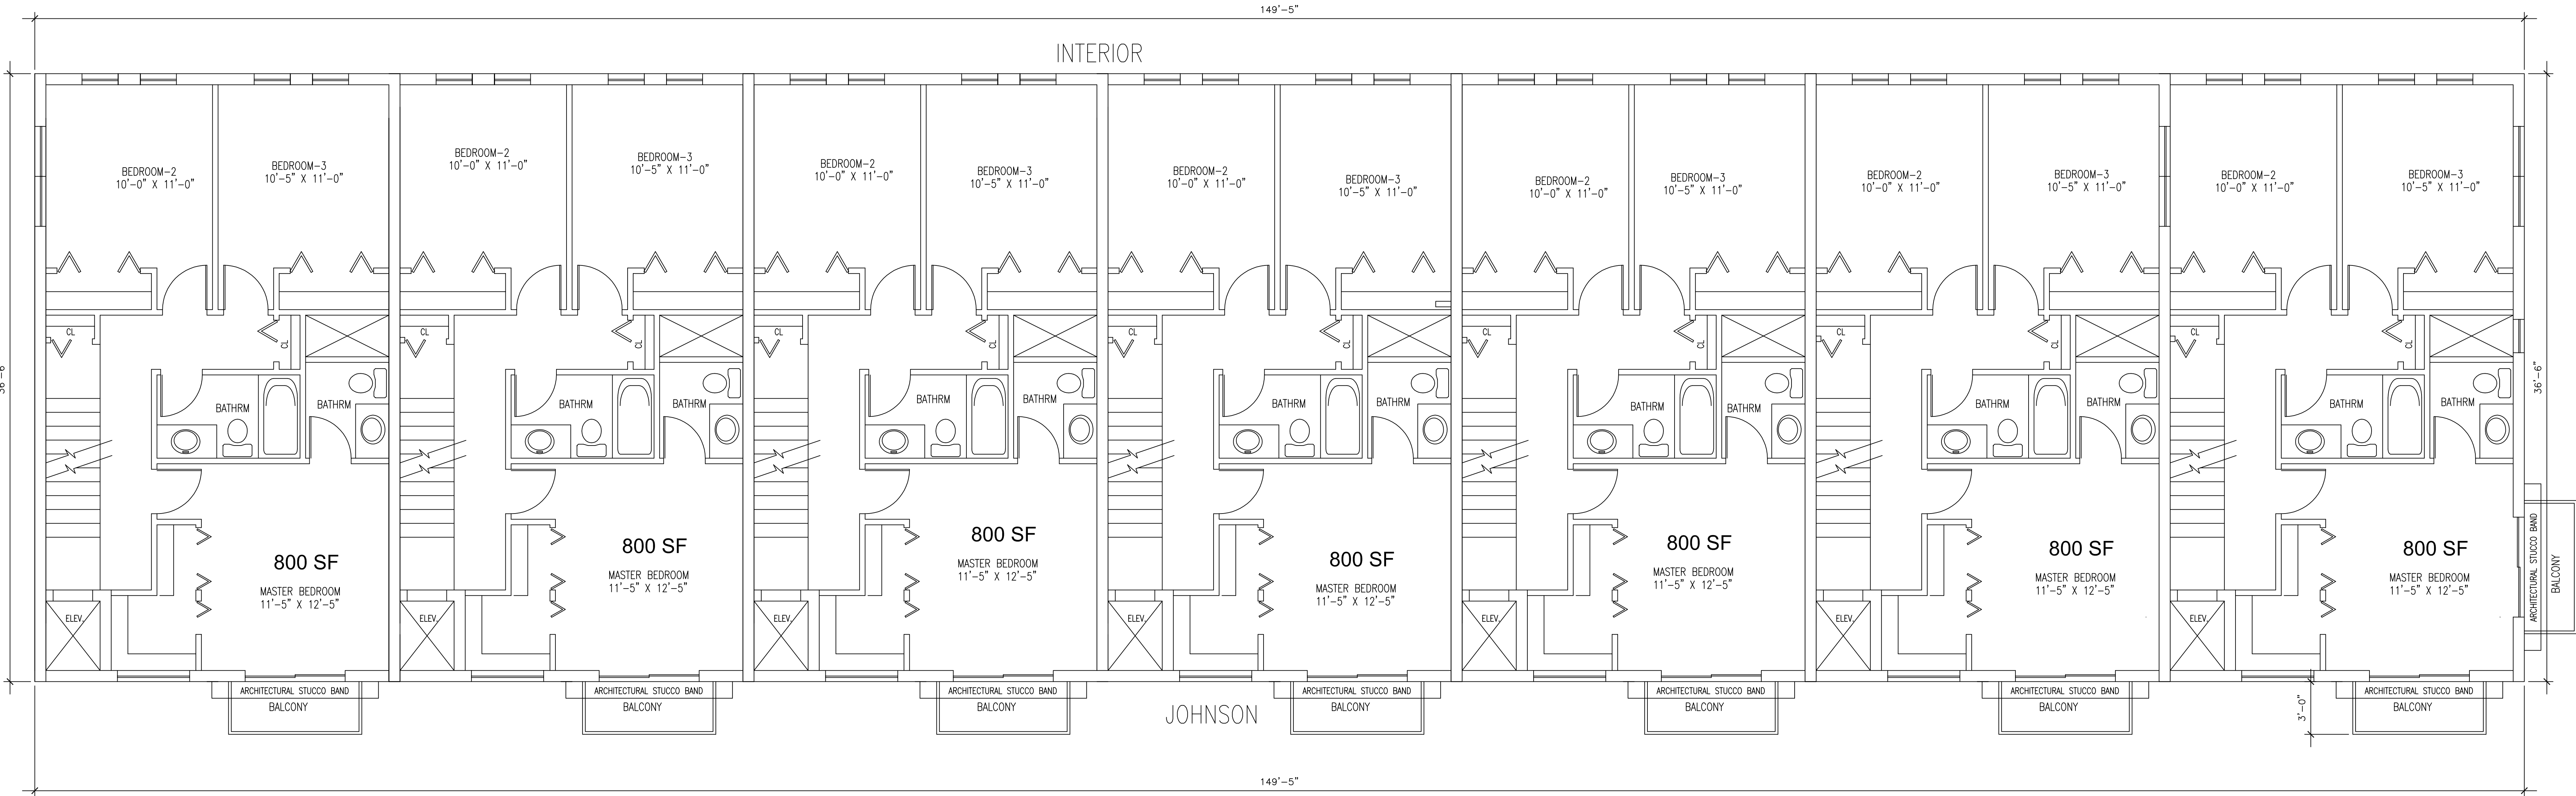 149'-5"
INTERIOR
BEDROOM-2
10'-0" X 11'-0"
BEDROOM-3
10'-5" X 11'-0"
BEDROOM-2
10'-0" X 11'-0"
BEDROOM-3
10'-5" X 11'-0"
BEDROOM-2
10'-0" X 11'-0"
BEDROOM-3
10'-5" X 11'-0"
BEDROOM-2
10'-0" X 11'-0"
BEDROOM-3
10'-5" X 11'-0"
BEDROOM-2
10'-0" X 11'-0"
BEDROOM-3
10'-5" X 11'-0"
BEDROOM-2
10'-0" X 11'-0"
BEDROOM-3
10'-5" X 11'-0"
BEDROOM-2
10'-0" X 11'-0"
BEDROOM-3
10'-5" X 11'-0"
CL
CL
CL
CL
CL
CL
CL
CL
CL
CL
CL
CL
CL
CL
36'-6
36'-6"
BATHRM
BATHRM
BATHRM
BATHRM
BATHRM
BATHRM
BATHRM
BATHRM
BATHRM
BATHRM
BATHRM
BATHRM
BATHRM
BATHRM
800 SF
MASTER BEDROOM
11'-5" X 12'-5"
800 SF
MASTER BEDROOM
11'-5" X 12'-5"
800 SF
MASTER BEDROOM
11'-5" X 12'-5"
800 SF
MASTER BEDROOM
11'-5" X 12'-5"
800 SF
MASTER BEDROOM
11'-5" X 12'-5"
800 SF
MASTER BEDROOM
11'-5" X 12'-5"
800 SF
MASTER BEDROOM
11'-5" X 12'-5"
ARCHITECTURAL STUCCO BAND
BALCONY
ELEV.
ELEV.
ELEV.
ELEV.
ELEV.
ELEV.
ELEV.
ARCHITECTURAL STUCCO BAND
BALCONY
ARCHITECTURAL STUCCO BAND
BALCONY
ARCHITECTURAL STUCCO BAND
BALCONY
JOHNSON
ARCHITECTURAL STUCCO BAND
BALCONY
ARCHITECTURAL STUCCO BAND
BALCONY
ARCHITECTURAL STUCCO BAND
BALCONY
3'-0"
ARCHITECTURAL STUCCO BAND
BALCONY
149'-5"